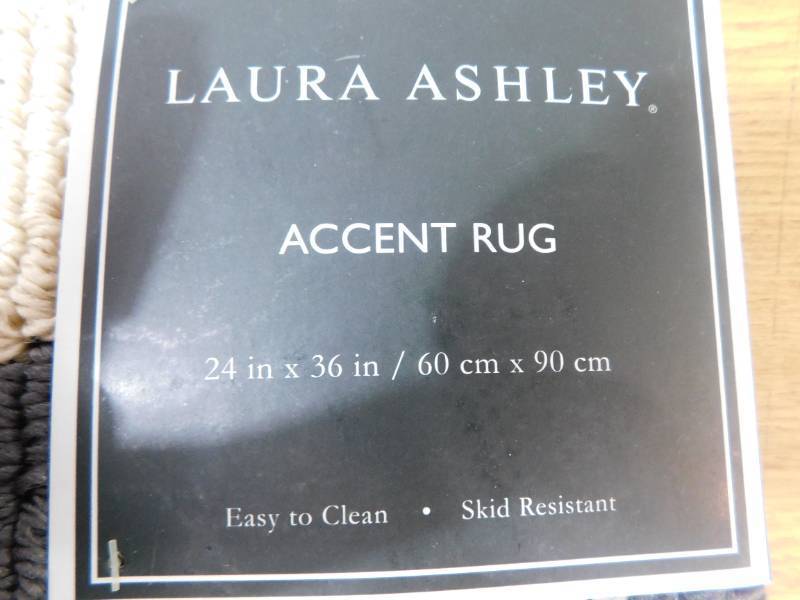 LAURA ASHLEY®
ACCENT RUG
24 in x 36 in / 60 cm x 90 cm
Easy to Clean • Skid Resistant